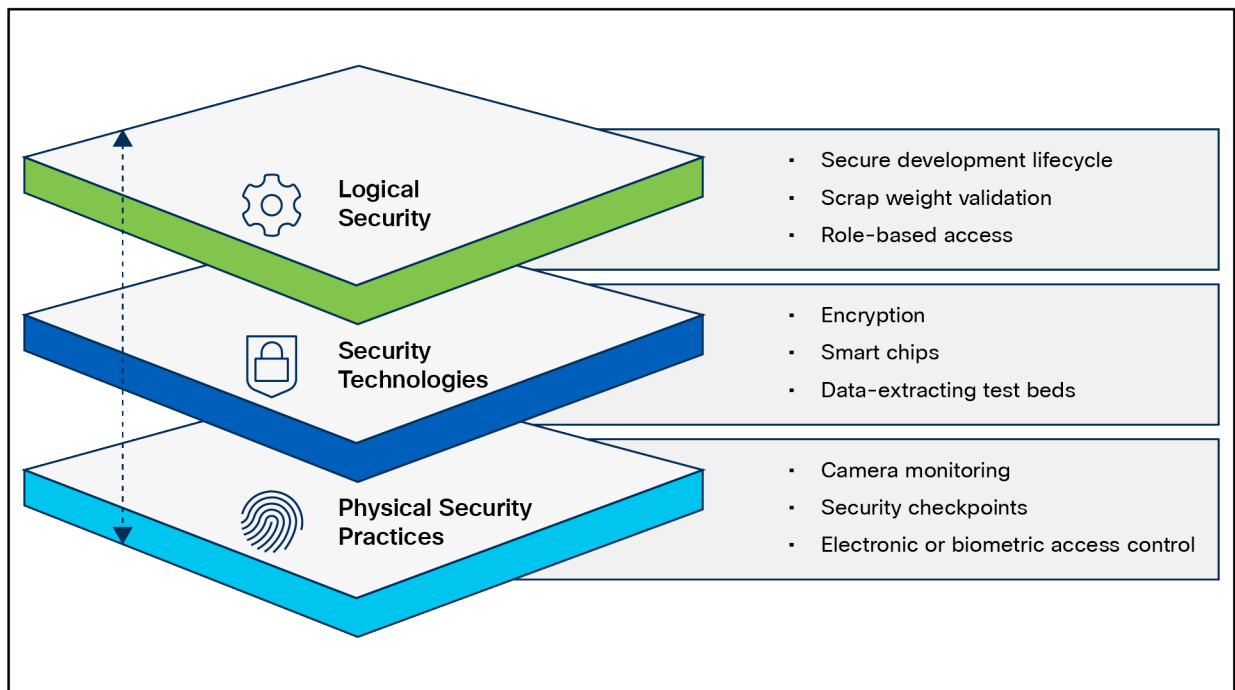 Logical
Security
▪ Secure development lifecycle
▪ Scrap weight validation
▪ Role-based access
Security
Technologies
▪ Encryption
▪ Smart chips
▪ Data-extracting test beds
Physical Security
Practices
▪ Camera monitoring
▪ Security checkpoints
▪ Electronic or biometric access control